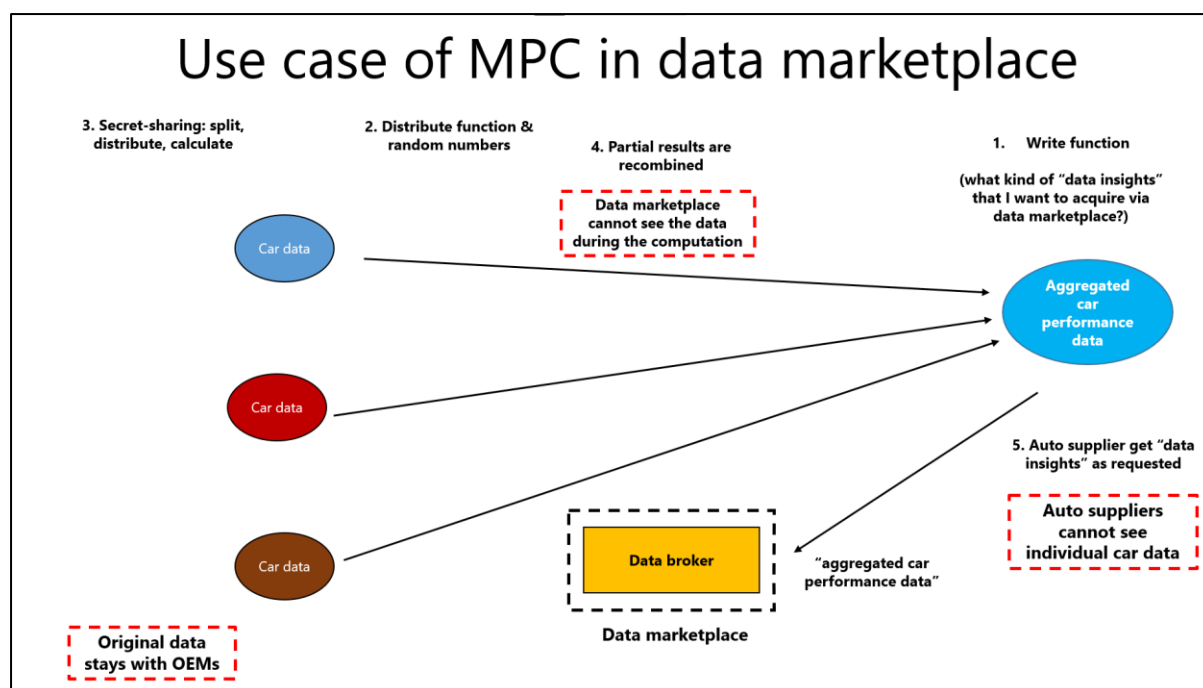 Use case of MPC in data marketplace
3. Secret-sharing: split,
distribute, calculate
2. Distribute function &
random numbers
4. Partial results are
recombined
Data marketplace
cannot see the data
during the computation
1. Write function
(what kind of “data insights”
that I want to acquire via
data marketplace?)
Car data
Aggregated
car
performance
data
Car data
5. Auto supplier get “data
insights” as requested
Auto suppliers
cannot see
individual car data
Car data
Data broker
“aggregated car
performance data”
Data marketplace
Original data
stays with OEMs